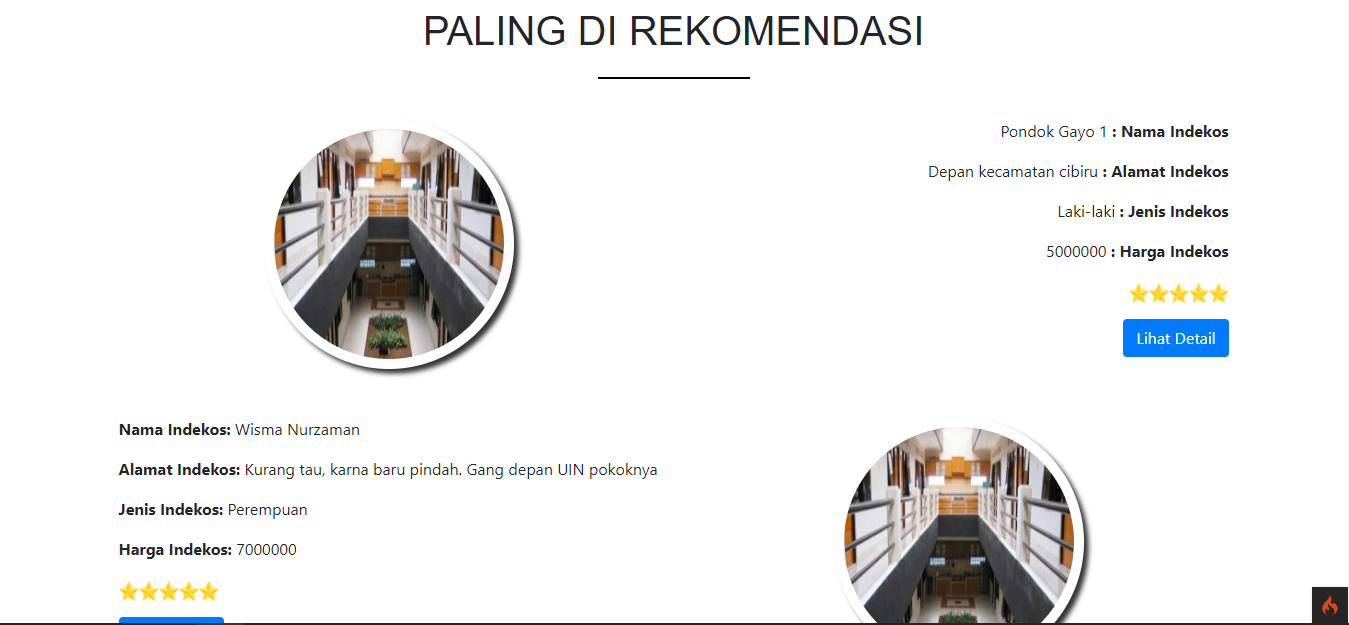 PALING DI REKOMENDASI
Pondok Gayo 1 : Nama Indekos
Depan kecamatan cibiru : Alamat Indekos
Laki-laki : Jenis Indekos
5000000 : Harga Indekos
Lihat Detail
Nama Indekos: Wisma Nurzaman
Alamat Indekos: Kurang tau, karna baru pindah. Gang depan UIN pokoknya
Jenis Indekos: Perempuan
Harga Indekos: 7000000